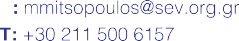 : mmitsopoulos@sev.org.gr
T: +30 211 500 6157